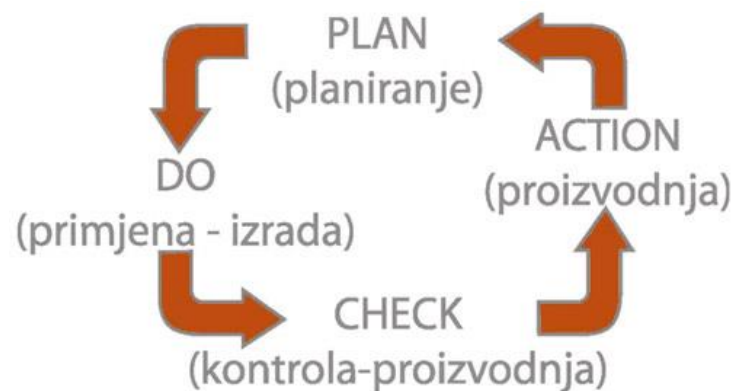 PLAN
(planiranje)
DO
(primjena - izrada)
CHECK
(kontrola-proizvodnja)
ACTION
(proizvodnja)